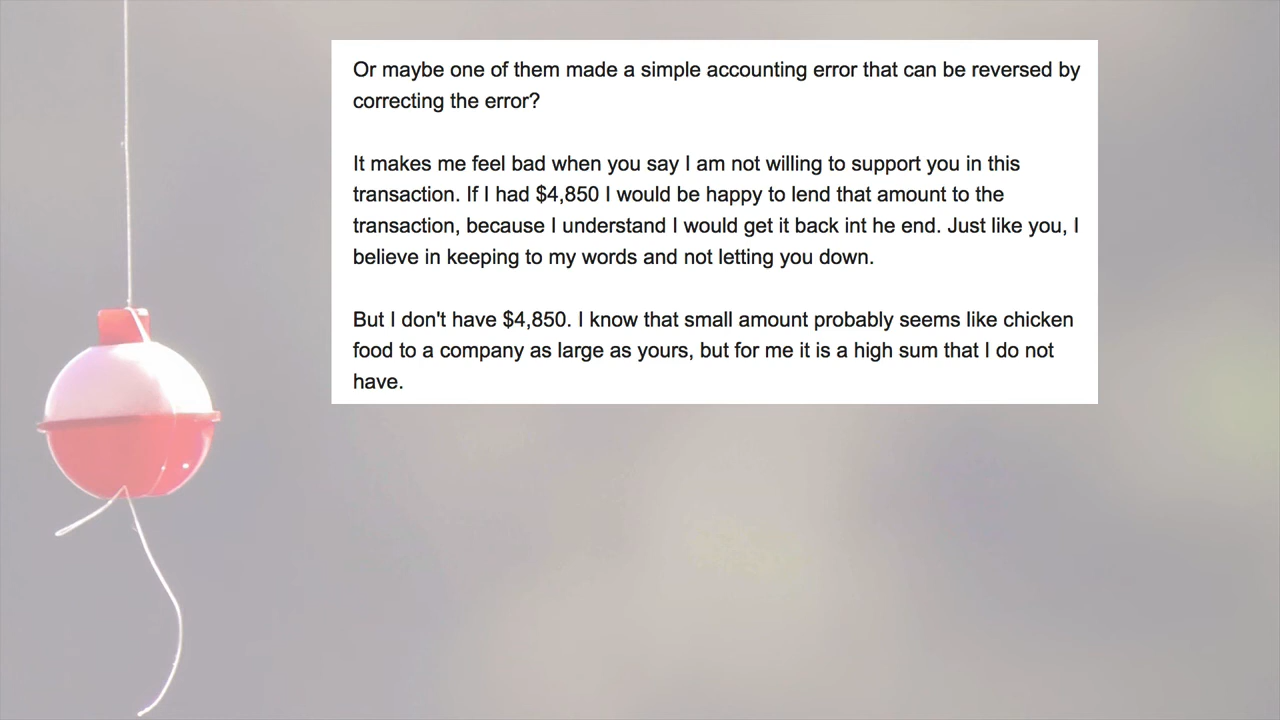 Or maybe one of them made a simple accounting error that can be reversed by
correcting the error?
It makes me feel bad when you say I am not willing to support you in this
transaction. If I had $4,850 I would be happy to lend that amount to the
transaction, because I understand I would get it back int he end. Just like you, I
believe in keeping to my words and not letting you down.
But I don't have $4,850. I know that small amount probably seems like chicken
food to a company as large as yours, but for me it is a high sum that I do not
have.